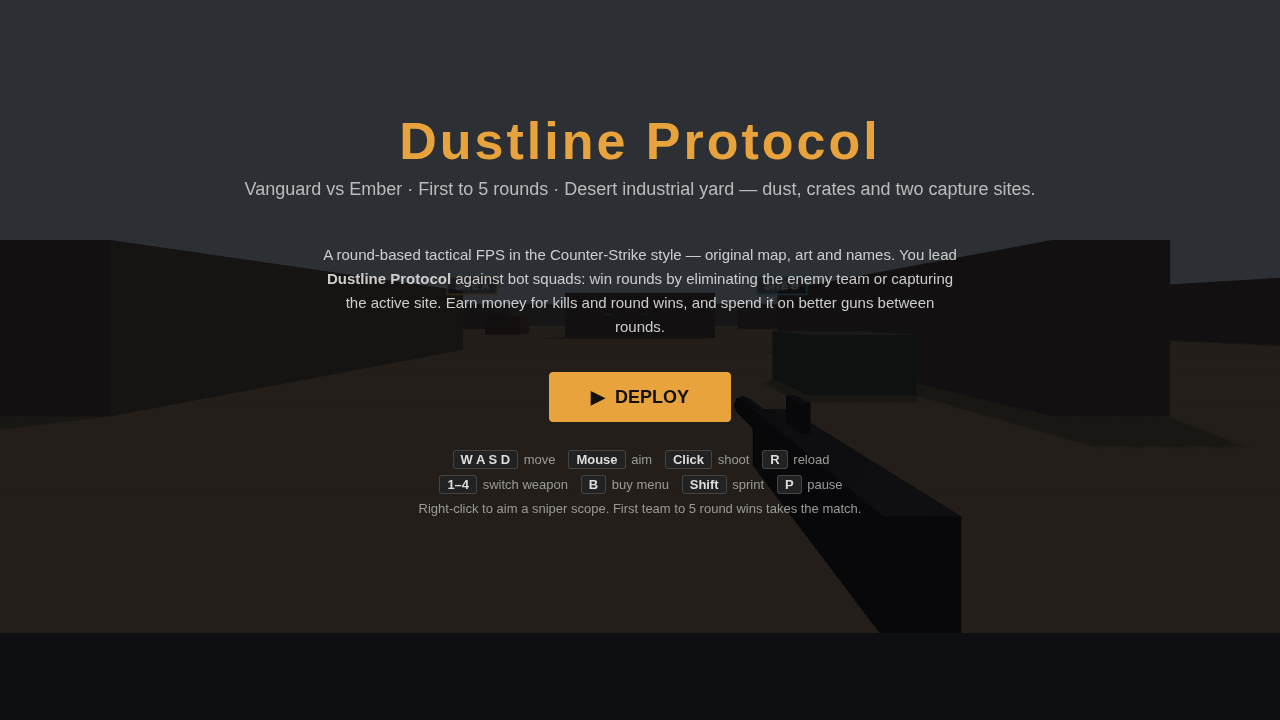 Dustline Protocol
Vanguard vs Ember · First to 5 rounds · Desert industrial yard — dust, crates and two capture sites.
A round-based tactical FPS in the Counter-Strike style — original map, art and names. You lead
Dustline Protocol against bot squads: win rounds by eliminating the enemy team or capturing
the active site. Earn money for kills and round wins, and spend it on better guns between
rounds.
▶ DEPLOY
W A S D move Mouse aim Click shoot R reload
1–4 switch weapon B buy menu Shift sprint P pause
Right-click to aim a sniper scope. First team to 5 round wins takes the match.